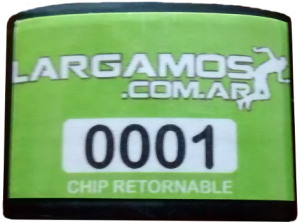 LARGAMOS
.COM.AR
0001
CHIP RETORNABLE